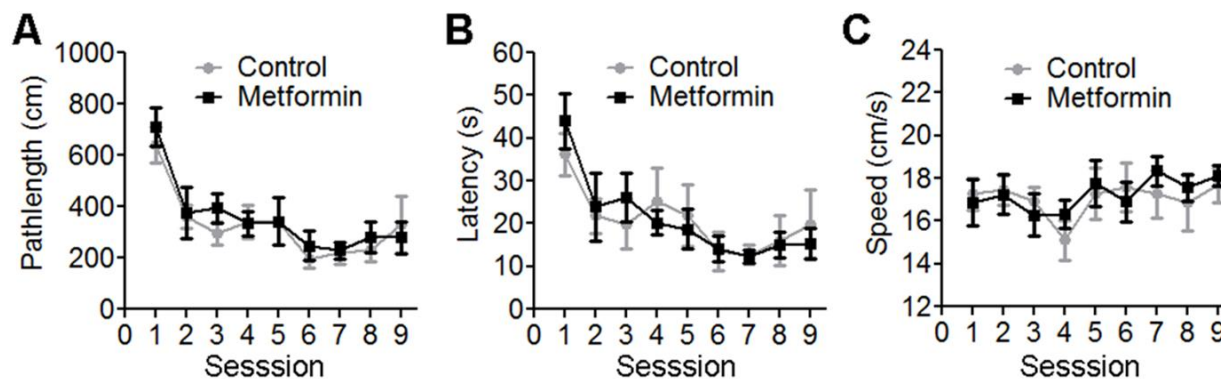 A
Pathlength (cm)
1000
800
600
400
200
0
Control
Metformin
0 1 2 3 4 5 6 7 8 9
Sesssion
B
Latency (s)
60
50
40
30
20
10
0
Control
Metformin
0 1 2 3 4 5 6 7 8 9
Sesssion
C
Speed (cm/s)
24
22
20
18
16
14
12
Control
Metformin
0 1 2 3 4 5 6 7 8 9
Sesssion